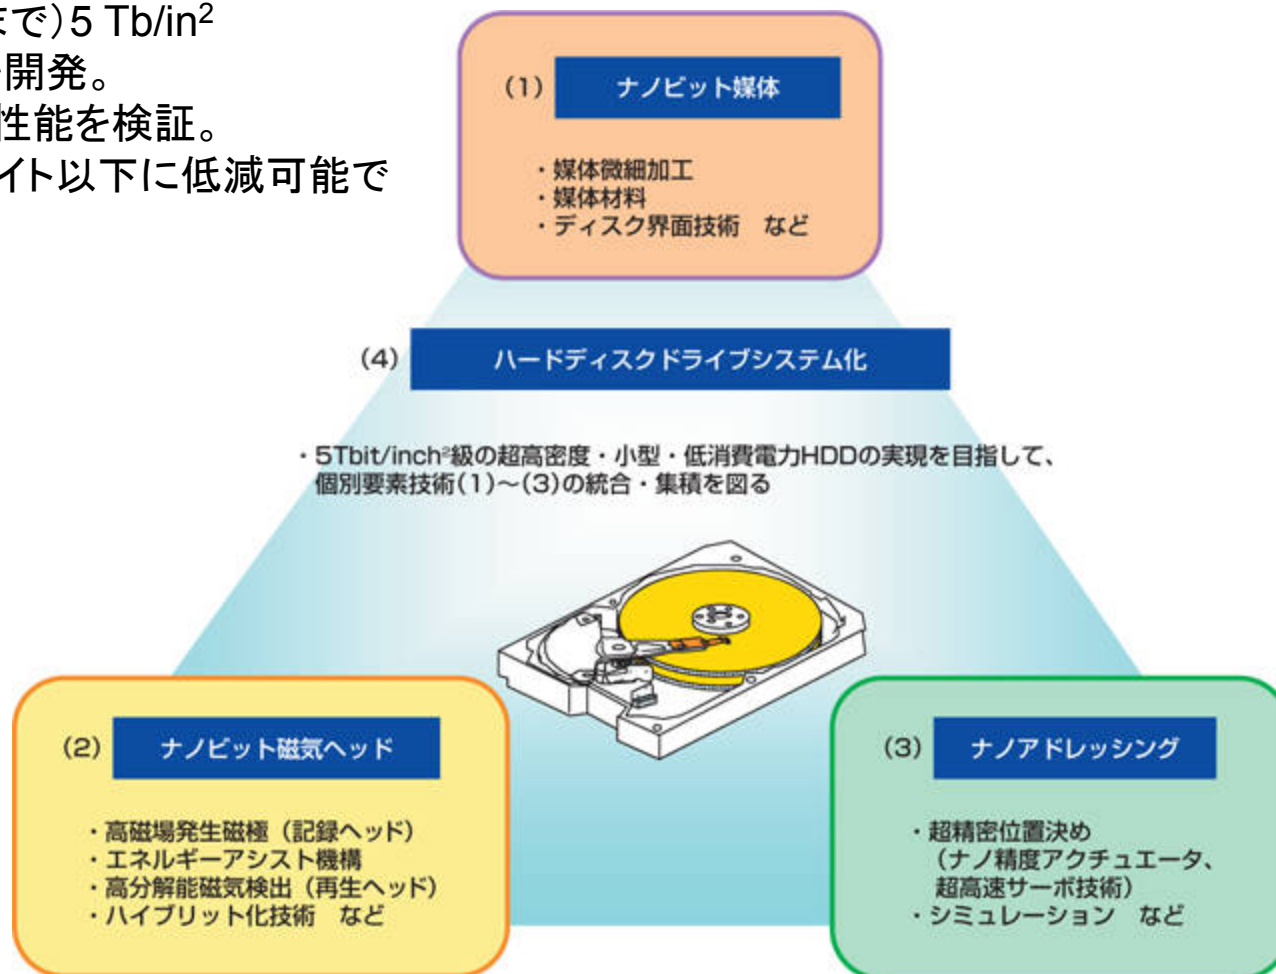 まで)5 Tb/in²
開発。
性能を検証。
イト以下に低減可能で
(1) ナノビット媒体
・媒体微細加工
・媒体材料
・ディスク界面技術 など
(4) ハードディスクドライブシステム化
・5Tbit/inch²級の超高密度・小型・低消費電力HDDの実現を目指して、
個別要素技術(1)～(3)の統合・集積を図る
(2) ナノビット磁気ヘッド
・高磁場発生磁極(記録ヘッド)
・エネルギーアシスト機構
・高分解能磁気検出(再生ヘッド)
・ハイブリット化技術 など
(3) ナノアドレッシング
・超精密位置決め
(ナノ精度アクチュエータ、
超高速サーボ技術)
・シミュレーション など